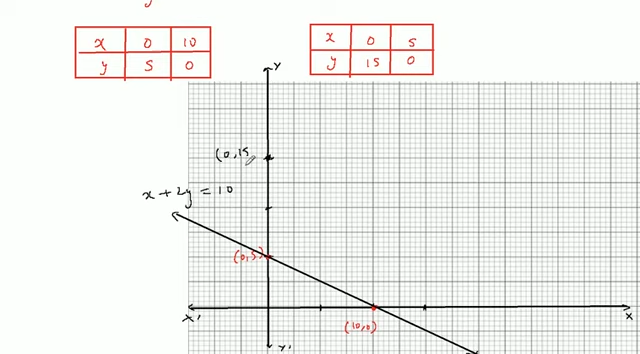 x 0 10
y 5 0
x 0 5
y 15 0
Y
(0,15
x + 2y = 10
(0,5)
X' X
(10,0)
Y'